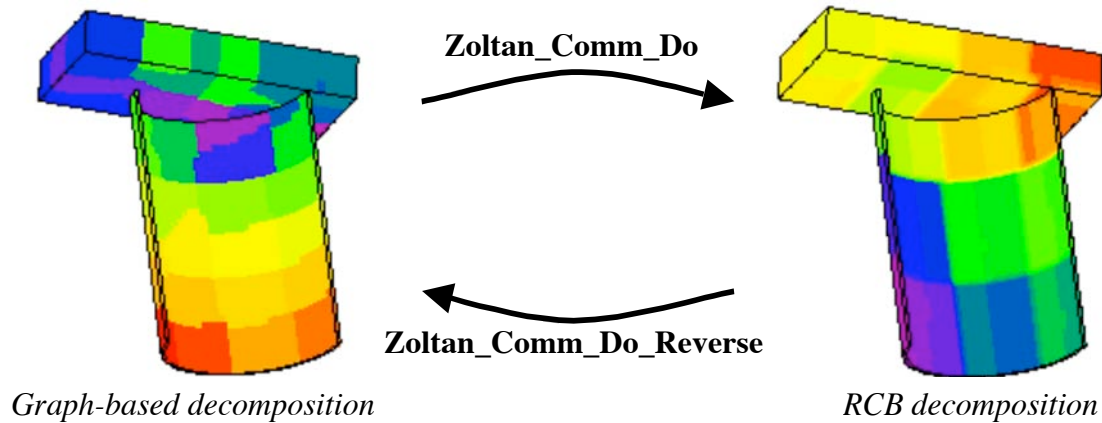 Zoltan_Comm_Do
Zoltan_Comm_Do_Reverse
Graph-based decomposition
RCB decomposition